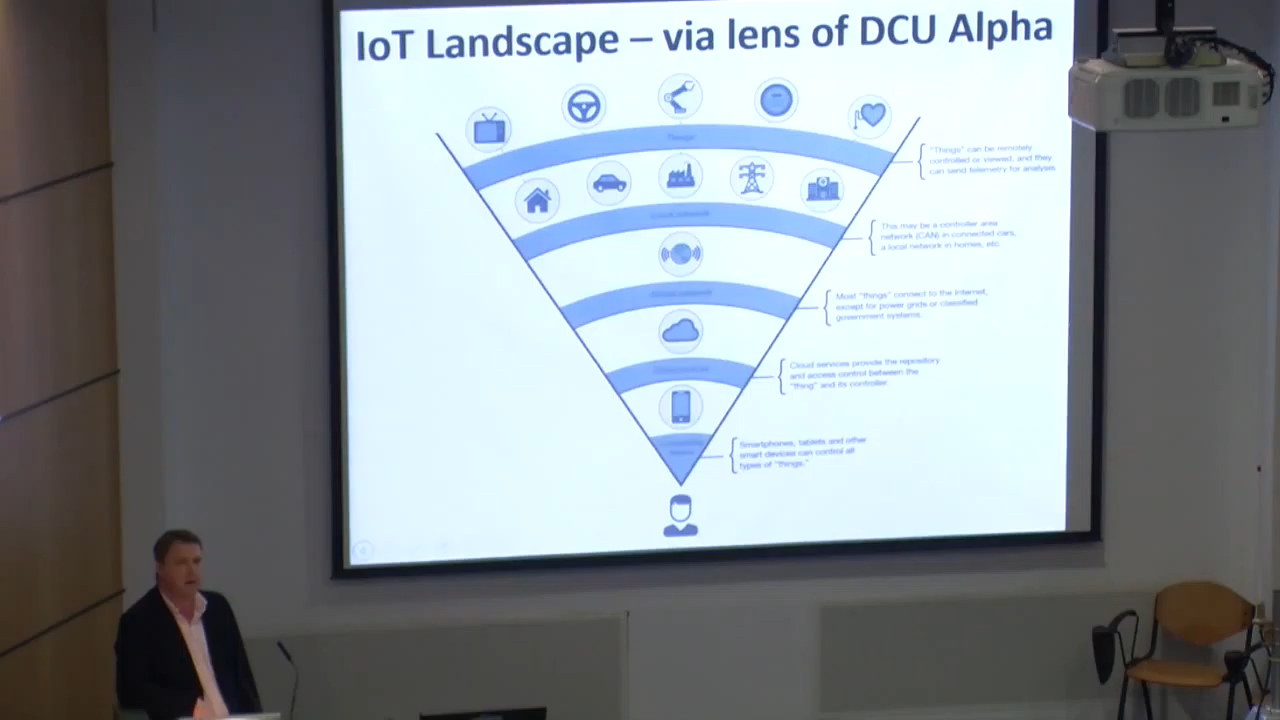 IoT Landscape – via lens of DCU Alpha
Things
"Things" can be remotely
controlled or viewed, and they
can send telemetry for analysis.
This may be a controller area
network (CAN) in connected cars,
a local network in homes, etc.
Most "things" connect to the Internet,
except for power grids or classified
government systems.
Cloud services provide the repository
and access control between the
"thing" and its controller.
Smartphones, tablets and other
smart devices can control all
types of "things."